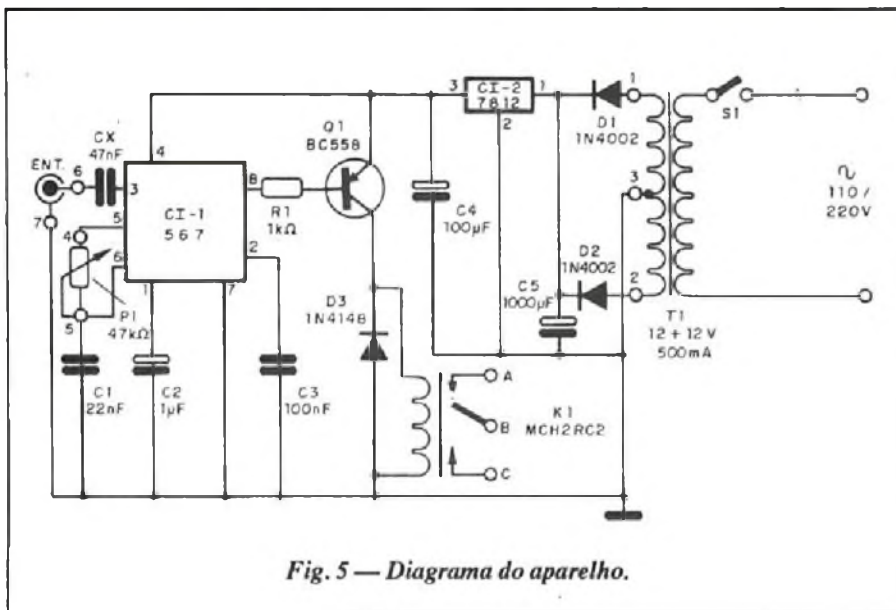 CX
47nF
ENT.
6
3
7
5
4
6
5
P1
47kΩ
4
CI-1
567
8
2
1
7
R1
1kΩ
Q1
BC558
C1
22nF
C2
1µF
C3
100nF
D3
1N4148
3
CI-2
7812
1
2
C4
100µF
C5
1000µF
D1
1N4002
1
3
D2
1N4002
2
T1
12+12V
500mA
S1
110/
220V
A
B
C
K1
MCH2RC2
Fig. 5 — Diagrama do aparelho.